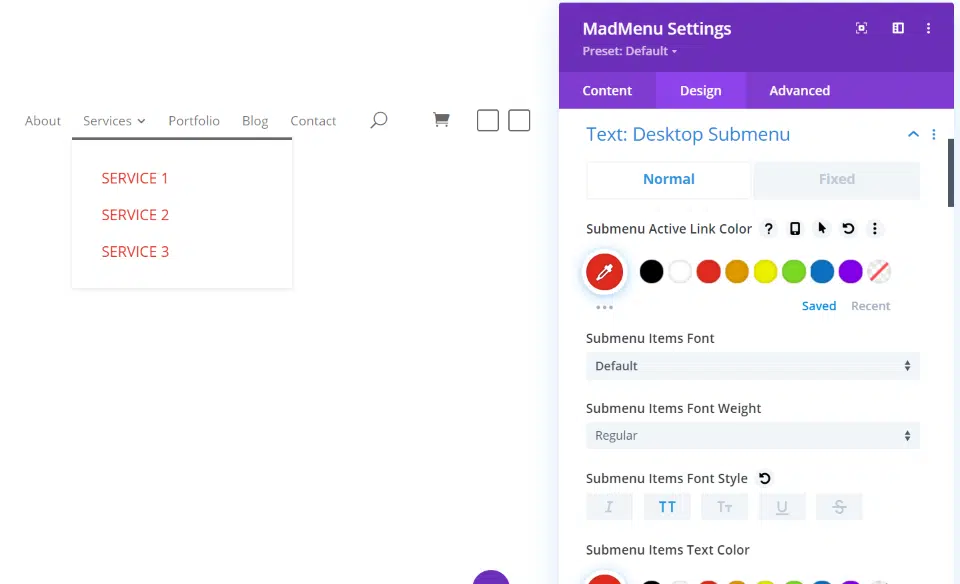 MadMenu Settings
Preset: Default
Content Design Advanced
About Services Portfolio Blog Contact
SERVICE 1
SERVICE 2
SERVICE 3
Text: Desktop Submenu
Normal Fixed
Submenu Active Link Color ?
Saved Recent
Submenu Items Font
Default
Submenu Items Font Weight
Regular
Submenu Items Font Style
I TT Tт U S
Submenu Items Text Color